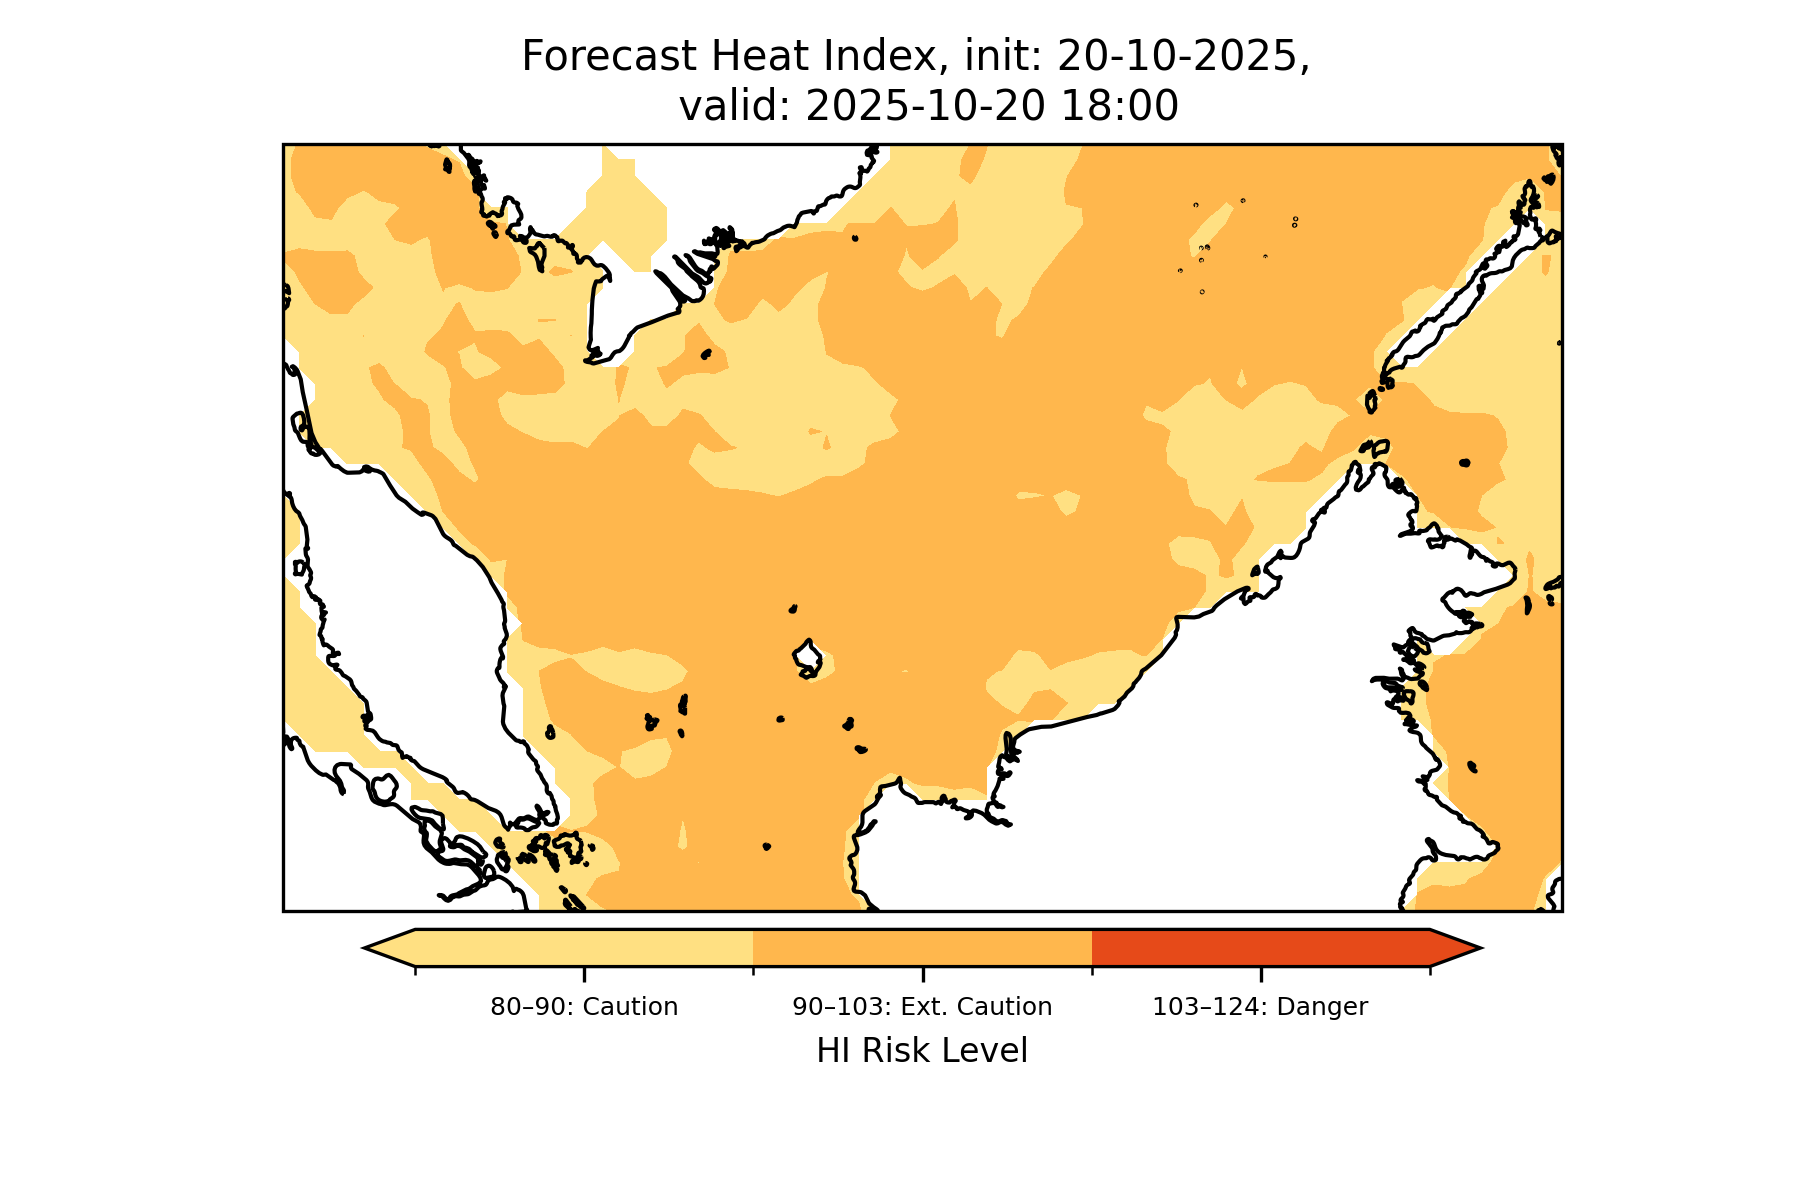 Forecast Heat Index, init: 20-10-2025,
valid: 2025-10-20 18:00
80–90: Caution
90–103: Ext. Caution
103–124: Danger
HI Risk Level